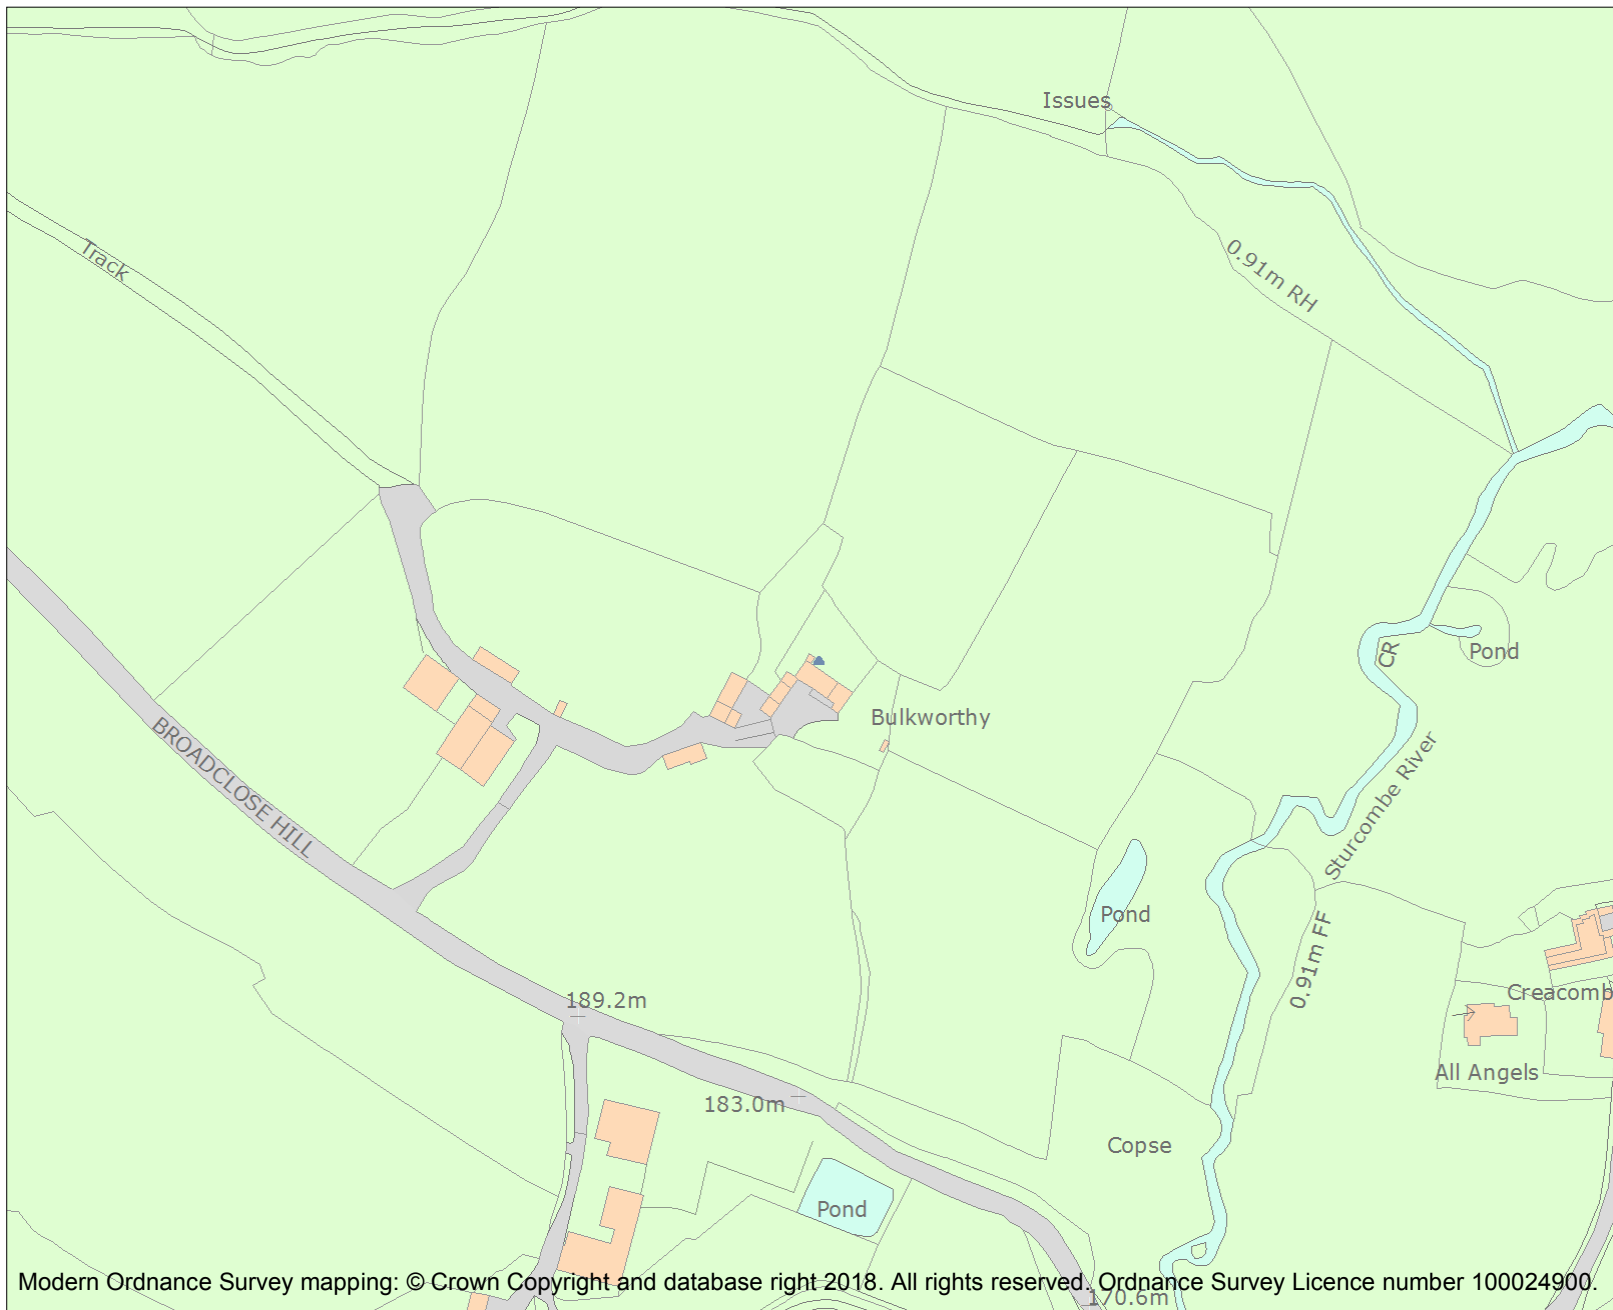 Issues
Track
0.91m RH
CR
Pond
Bulkworthy
BROADCLOSE HILL
Sturcombe River
Pond
0.91m FF
189.2m
Creacomb
All Angels
183.0m
Copse
Pond
Modern Ordnance Survey mapping: © Crown Copyright and database right 2018. All rights reserved. Ordnance Survey Licence number 100024900.
170.6m